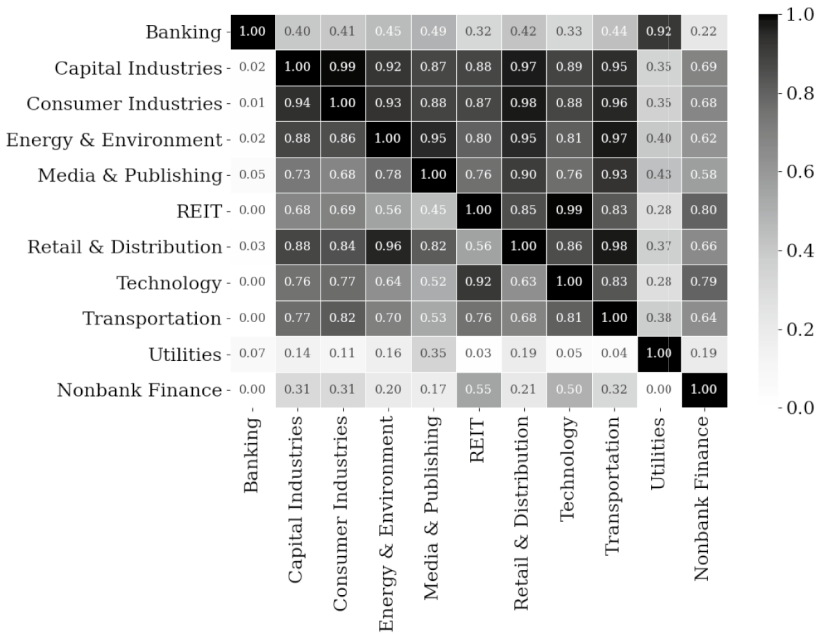 Banking 1.00 0.40 0.41 0.45 0.49 0.32 0.42 0.33 0.44 0.92 0.22
Capital Industries 0.02 1.00 0.99 0.92 0.87 0.88 0.97 0.89 0.95 0.35 0.69
Consumer Industries 0.01 0.94 1.00 0.93 0.88 0.87 0.98 0.88 0.96 0.35 0.68
Energy & Environment 0.02 0.88 0.86 1.00 0.95 0.80 0.95 0.81 0.97 0.40 0.62
Media & Publishing 0.05 0.73 0.68 0.78 1.00 0.76 0.90 0.76 0.93 0.43 0.58
REIT 0.00 0.68 0.69 0.56 0.45 1.00 0.85 0.99 0.83 0.28 0.80
Retail & Distribution 0.03 0.88 0.84 0.96 0.82 0.56 1.00 0.86 0.98 0.37 0.66
Technology 0.00 0.76 0.77 0.64 0.52 0.92 0.63 1.00 0.83 0.28 0.79
Transportation 0.00 0.77 0.82 0.70 0.53 0.76 0.68 0.81 1.00 0.38 0.64
Utilities 0.07 0.14 0.11 0.16 0.35 0.03 0.19 0.05 0.04 1.00 0.19
Nonbank Finance 0.00 0.31 0.31 0.20 0.17 0.55 0.21 0.50 0.32 0.00 1.00
Banking
Capital Industries
Consumer Industries
Energy & Environment
Media & Publishing
REIT
Retail & Distribution
Technology
Transportation
Utilities
Nonbank Finance
1.0
0.8
0.6
0.4
0.2
0.0